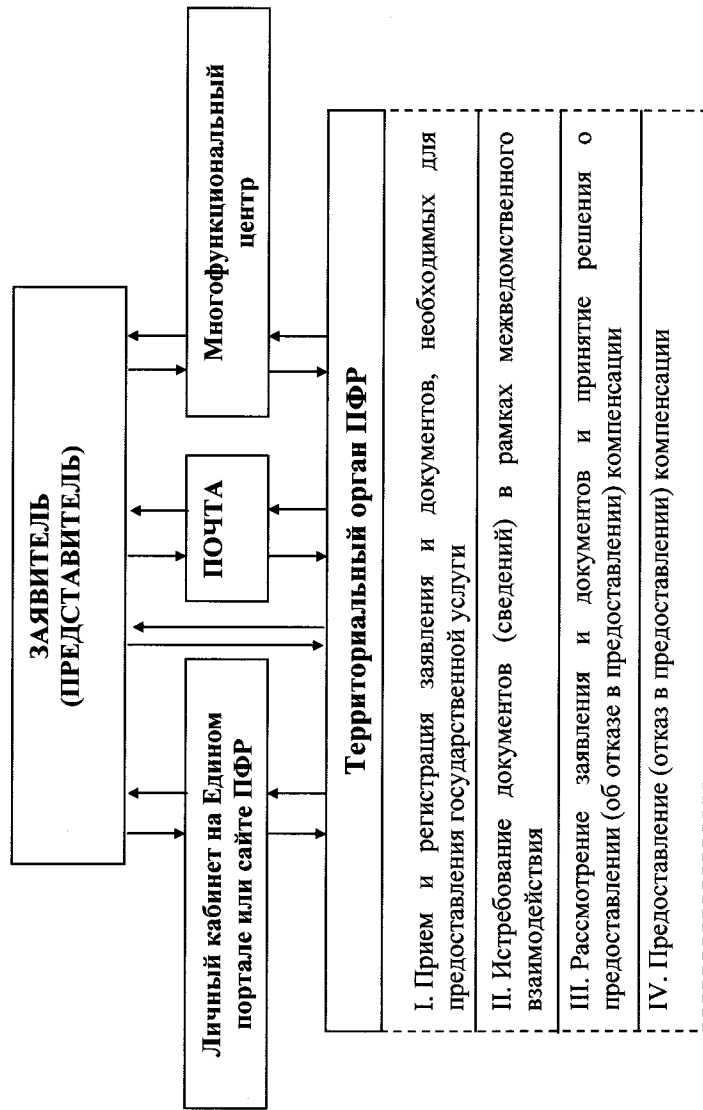 ЗАЯВИТЕЛЬ
(ПРЕДСТАВИТЕЛЬ)
Личный кабинет на Едином
портале или сайте ПФР
ПОЧТА
Многофункциональный
центр
Территориальный орган ПФР
I. Прием и регистрация заявления и документов, необходимых для
предоставления государственной услуги
II. Истребование документов (сведений) в рамках межведомственного
взаимодействия
III. Рассмотрение заявления и документов и принятие решения о
предоставлении (об отказе в предоставлении) компенсации
IV. Предоставление (отказ в предоставлении) компенсации